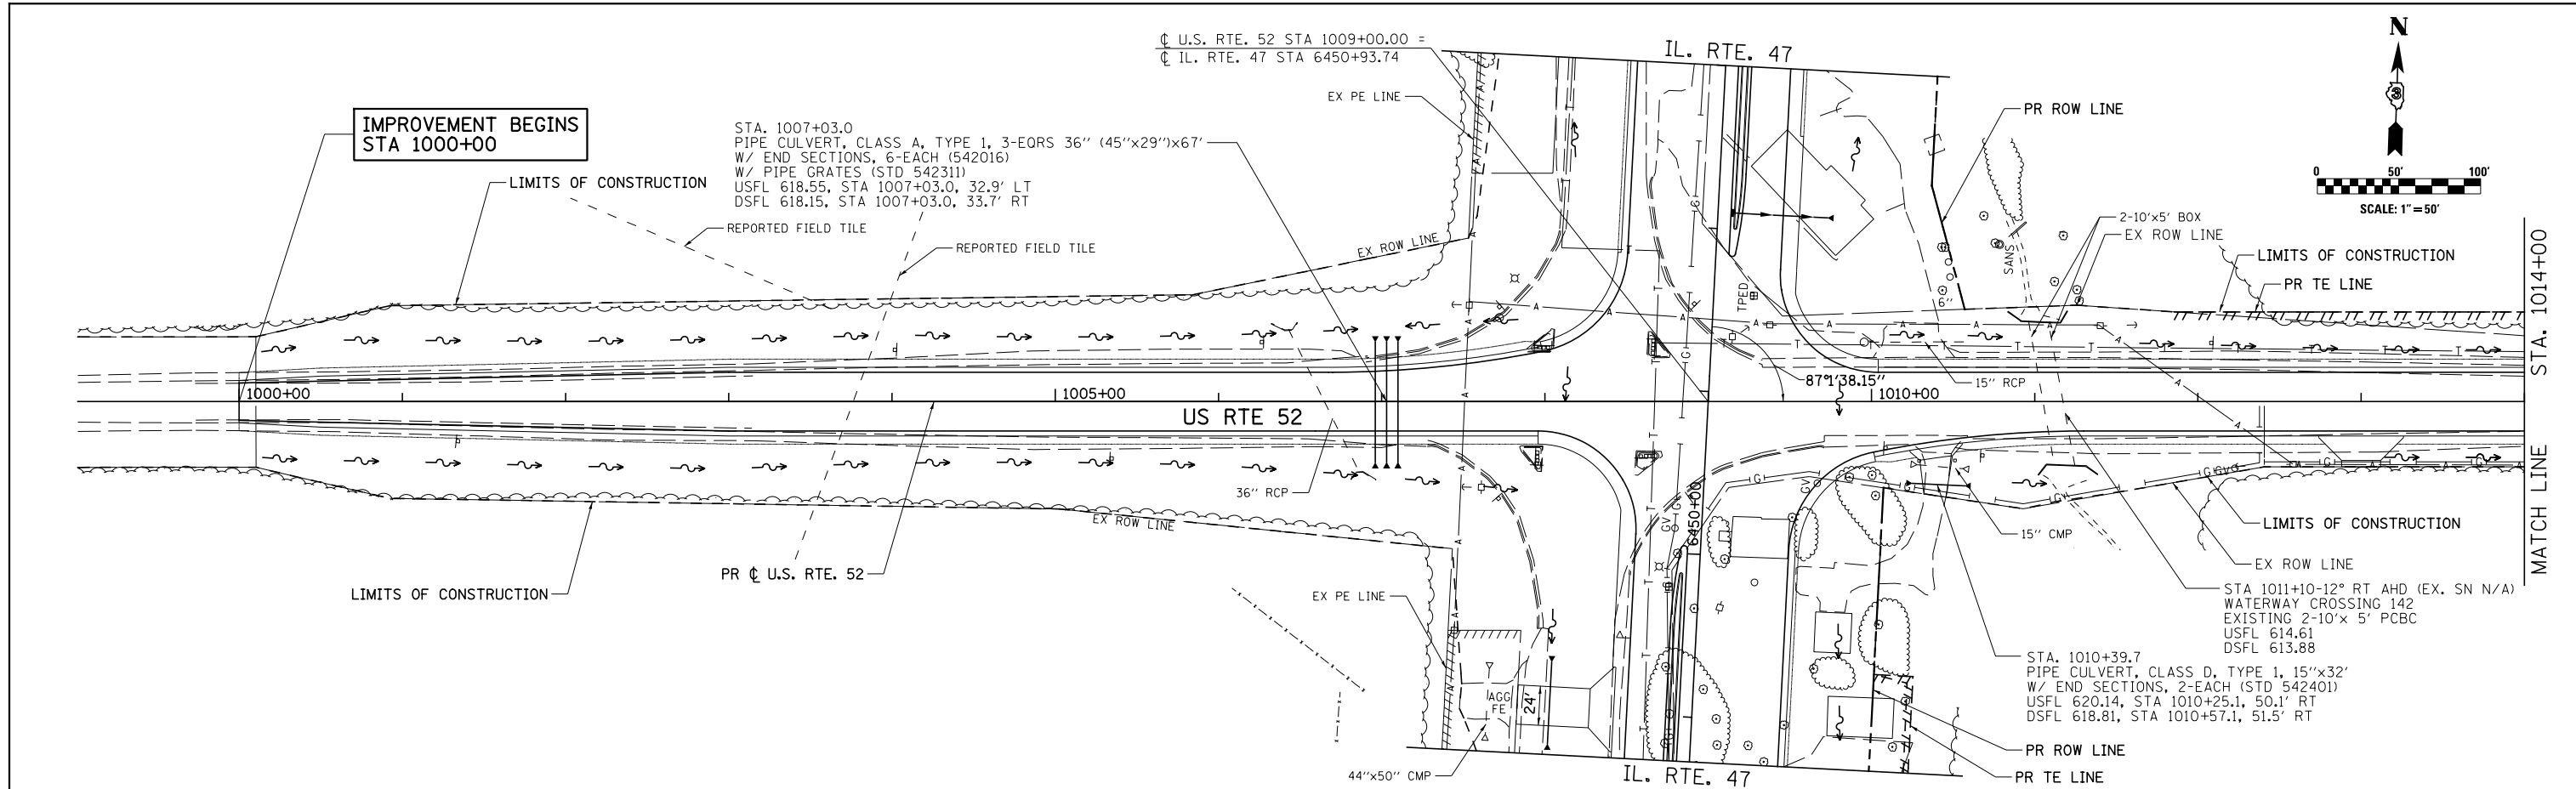 ℄ U.S. RTE. 52 STA 1009+00.00 =
℄ IL. RTE. 47 STA 6450+93.74
IL. RTE. 47
N
3
EX PE LINE
PR ROW LINE
IMPROVEMENT BEGINS
STA 1000+00
STA. 1007+03.0
PIPE CULVERT, CLASS A, TYPE 1, 3-EQRS 36" (45"x29")x67'
W/ END SECTIONS, 6-EACH (542016)
W/ PIPE GRATES (STD 542311)
USFL 618.55, STA 1007+03.0, 32.9' LT
DSFL 618.15, STA 1007+03.0, 33.7' RT
LIMITS OF CONSTRUCTION
REPORTED FIELD TILE
REPORTED FIELD TILE
EX ROW LINE
0 50' 100'
SCALE: 1"=50'
2-10'x5' BOX
EX ROW LINE
LIMITS OF CONSTRUCTION
PR TE LINE
SANS
TPED
6"
MATCH LINE STA. 1014+00
87°1'38.15"
15" RCP
1000+00
1005+00
1010+00
US RTE 52
36" RCP
EX ROW LINE
PR ℄ U.S. RTE. 52
LIMITS OF CONSTRUCTION
6450+00
GV
GV
GV
GV
GV
15" CMP
LIMITS OF CONSTRUCTION
EX ROW LINE
STA 1011+10-12° RT AHD (EX. SN N/A)
WATERWAY CROSSING 142
EXISTING 2-10'x 5' PCBC
USFL 614.61
DSFL 613.88
EX PE LINE
AGG
FE
24'
STA. 1010+39.7
PIPE CULVERT, CLASS D, TYPE 1, 15"x32'
W/ END SECTIONS, 2-EACH (STD 542401)
USFL 620.14, STA 1010+25.1, 50.1' RT
DSFL 618.81, STA 1010+57.1, 51.5' RT
PR ROW LINE
PR TE LINE
44"x50" CMP
IL. RTE. 47